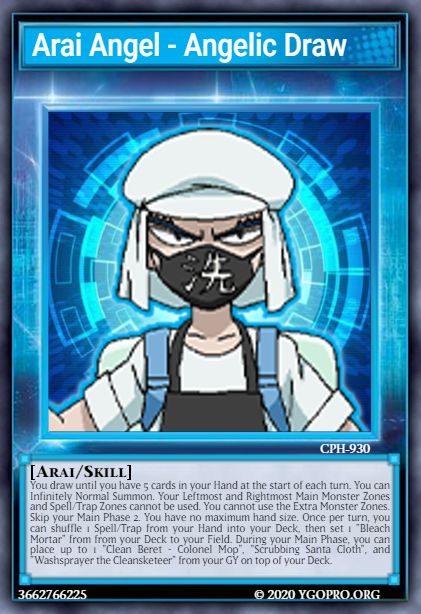 Arai Angel - Angelic Draw
洗
CPH-930
[ARAI/SKILL]
You draw until you have 5 cards in your Hand at the start of each turn. You can
Infinitely Normal Summon. Your Leftmost and Rightmost Main Monster Zones
and Spell/Trap Zones cannot be used. You cannot use the Extra Monster Zones.
Skip your Main Phase 2. You have no maximum hand size. Once per turn, you
can shuffle 1 Spell/Trap from your Hand into your Deck, then set 1 "Bleach
Mortar" from from your Deck to your Field. During your Main Phase, you can
place up to 1 "Clean Beret - Colonel Mop", "Scrubbing Santa Cloth", and
"Washsprayer the Cleansketeer" from your GY on top of your Deck.
3662766225
© 2020 YGOPRO.ORG